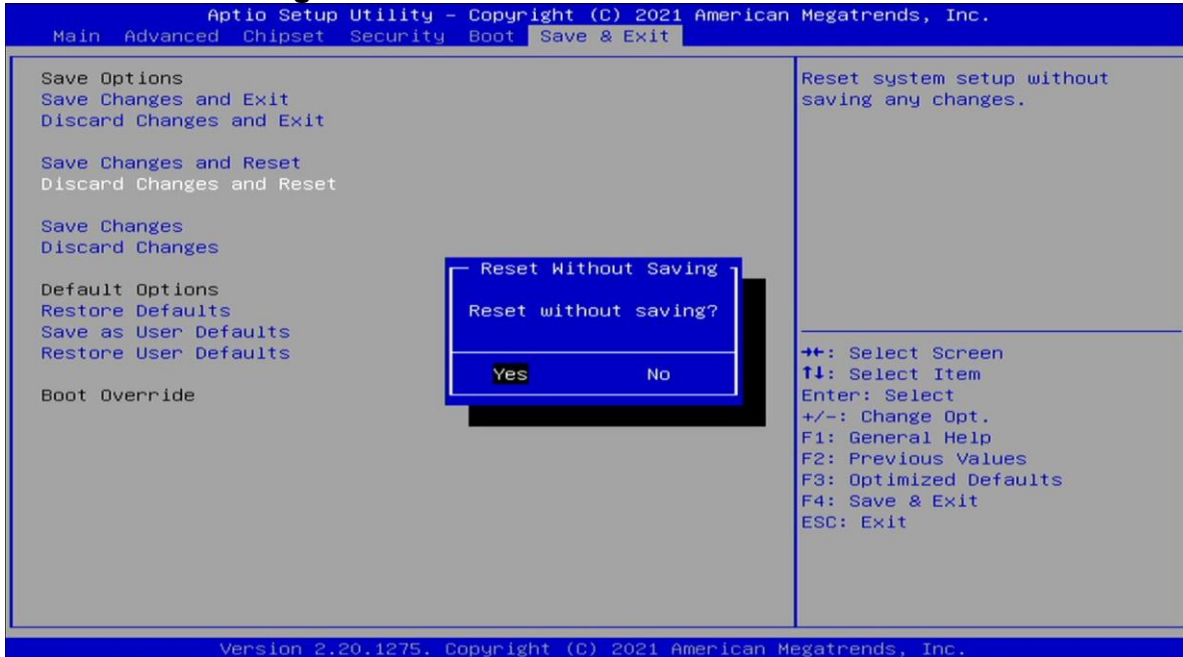 Aptio Setup Utility – Copyright (C) 2021 American Megatrends, Inc.
Main Advanced Chipset Security Boot Save & Exit
Save Options
Save Changes and Exit
Discard Changes and Exit
Save Changes and Reset
Discard Changes and Reset
Save Changes
Discard Changes
Default Options
Restore Defaults
Save as User Defaults
Restore User Defaults
Boot Override
Reset Without Saving
Reset without saving?
Yes No
Reset system setup without
saving any changes.
→←: Select Screen
↑↓: Select Item
Enter: Select
+/-: Change Opt.
F1: General Help
F2: Previous Values
F3: Optimized Defaults
F4: Save & Exit
ESC: Exit
Version 2.20.1275. Copyright (C) 2021 American Megatrends, Inc.